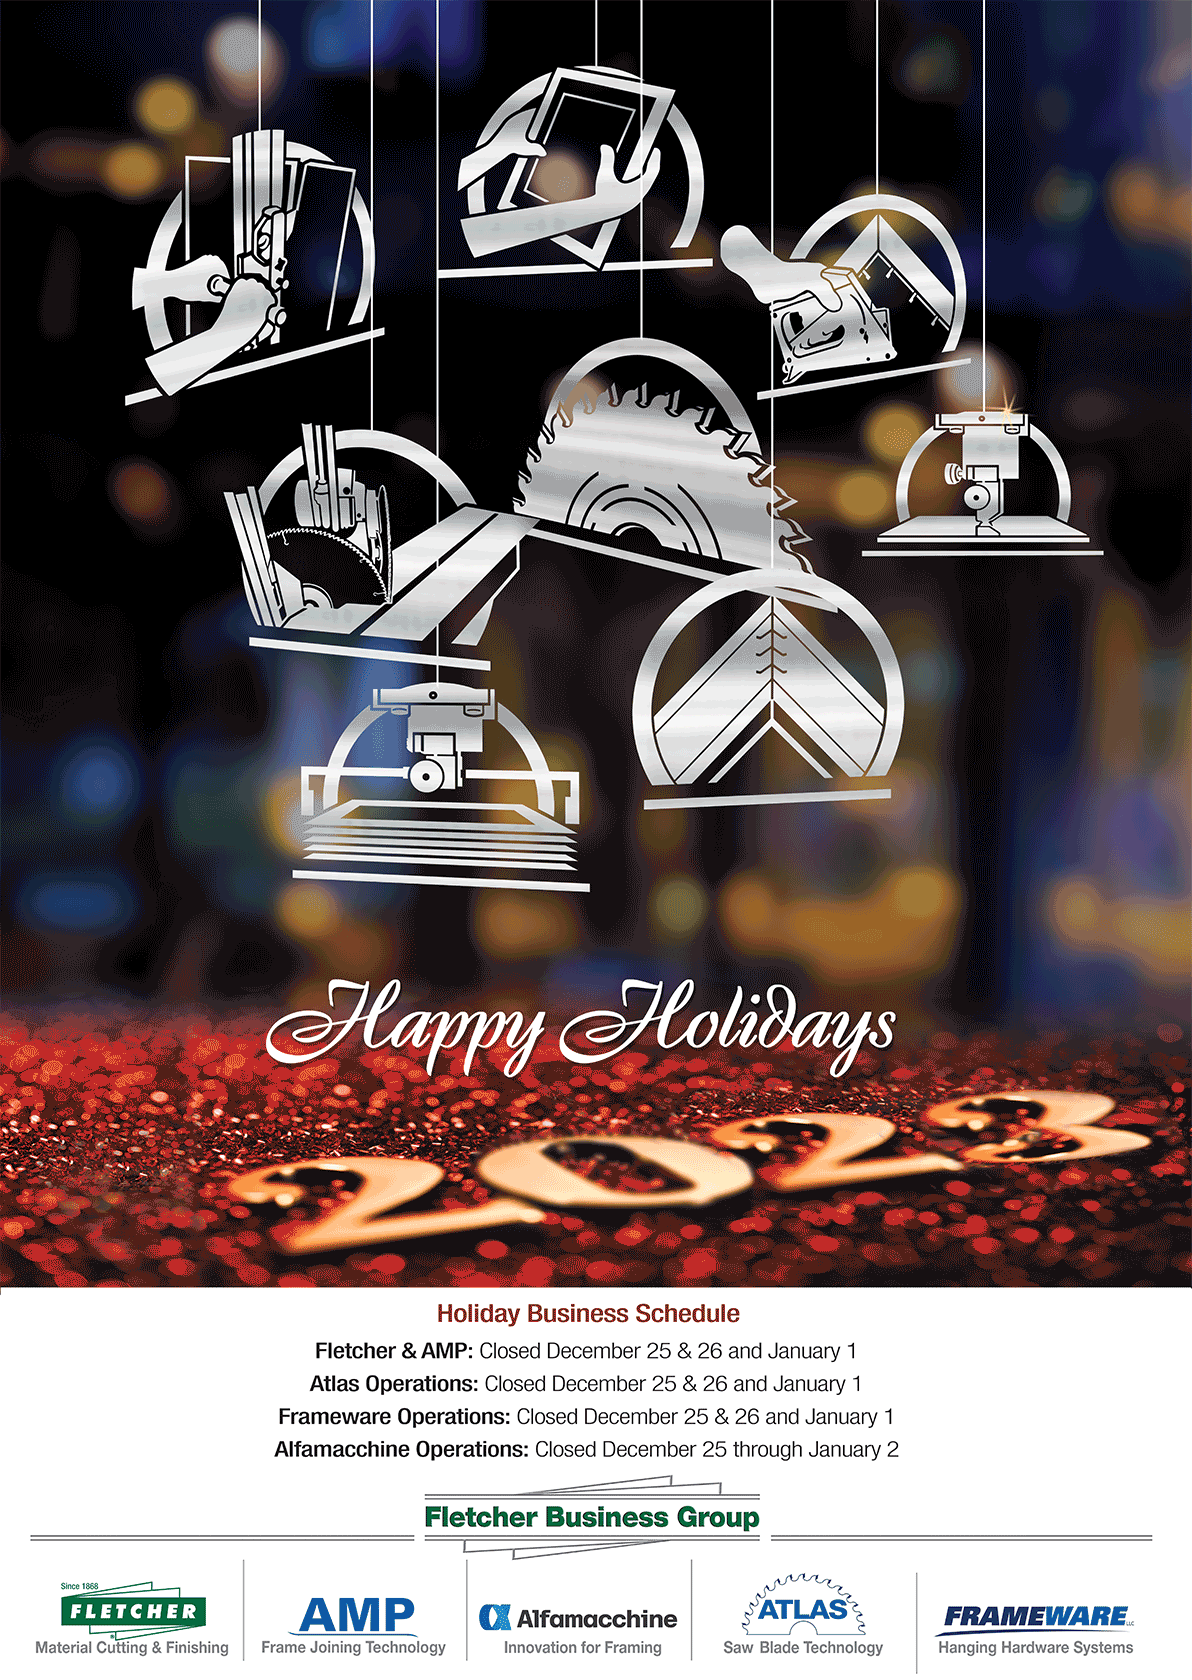 Happy Holidays
2023
Holiday Business Schedule
Fletcher & AMP: Closed December 25 & 26 and January 1
Atlas Operations: Closed December 25 & 26 and January 1
Frameware Operations: Closed December 25 & 26 and January 1
Alfamacchine Operations: Closed December 25 through January 2
Fletcher Business Group
Since 1868
FLETCHER
®
Material Cutting & Finishing
AMP
Frame Joining Technology
Alfamacchine
Innovation for Framing
ATLAS
Saw Blade Technology
FRAMEWARE LLC
Hanging Hardware Systems